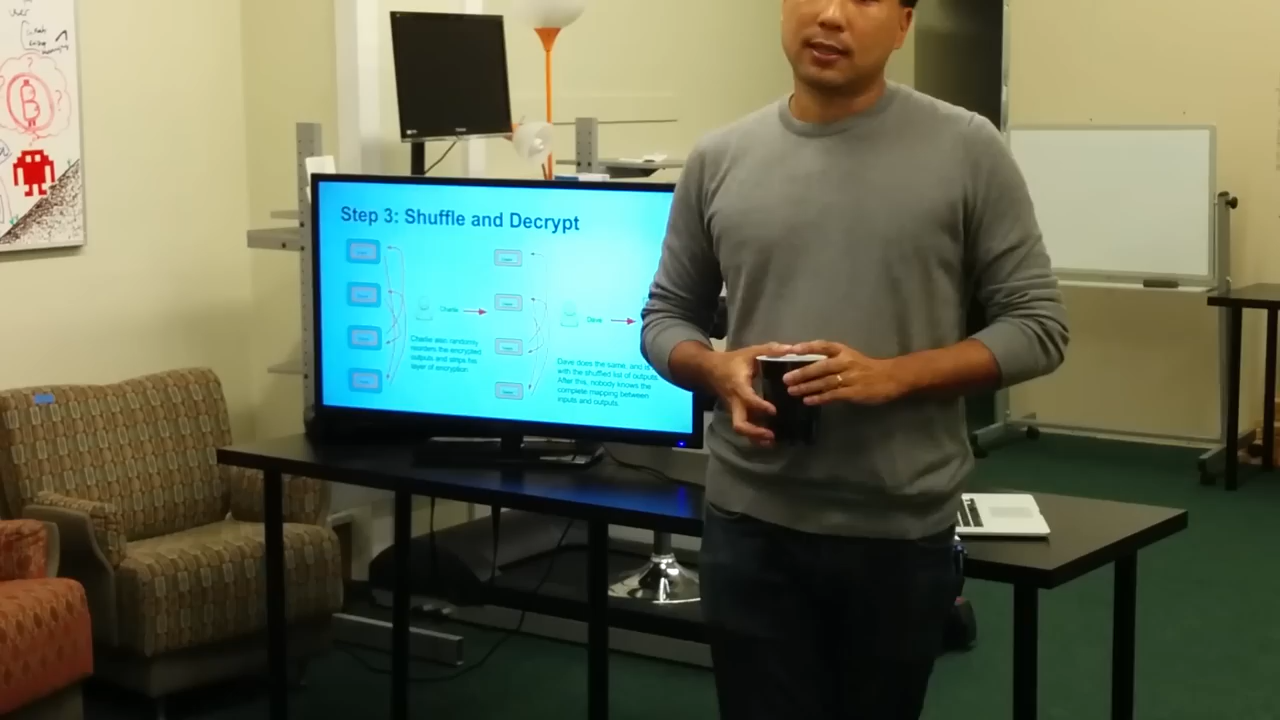 Step 3: Shuffle and Decrypt
Charlie
Dave
Charlie also randomly
reorders the encrypted
outputs and strips his
layer of encryption
Dave does the same, and is
with the shuffled list of outputs.
After this, nobody knows the
complete mapping between
inputs and outputs.